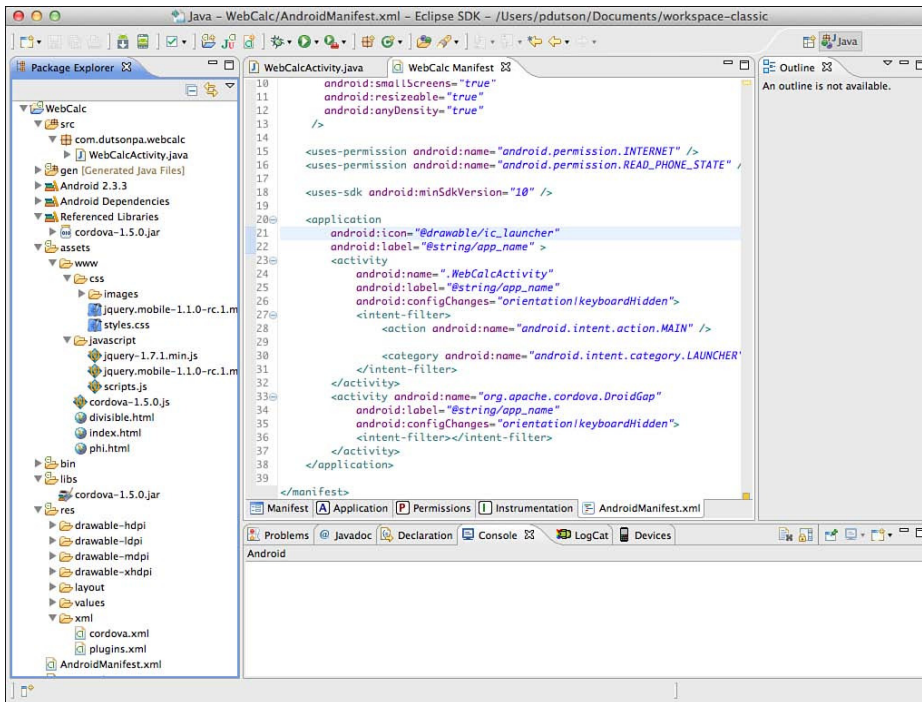 Java - WebCalc/AndroidManifest.xml - Eclipse SDK - /Users/pdutson/Documents/workspace-classic
Java
Package Explorer
WebCalc
src
com.dutsonpa.webcalc
WebCalcActivity.java
gen [Generated Java Files]
Android 2.3.3
Android Dependencies
Referenced Libraries
cordova-1.5.0.jar
assets
www
css
images
jquery.mobile-1.1.0-rc.1.m
styles.css
javascript
jquery-1.7.1.min.js
jquery.mobile-1.1.0-rc.1.m
scripts.js
cordova-1.5.0.js
divisible.html
index.html
phi.html
bin
libs
cordova-1.5.0.jar
res
drawable-hdpi
drawable-ldpi
drawable-mdpi
drawable-xhdpi
layout
values
xml
cordova.xml
plugins.xml
AndroidManifest.xml
WebCalcActivity.java
WebCalc Manifest
10 android:smallScreens="true"
11 android:resizeable="true"
12 android:anyDensity="true"
13 />
14
15 <uses-permission android:name="android.permission.INTERNET" />
16 <uses-permission android:name="android.permission.READ_PHONE_STATE" /
17
18 <uses-sdk android:minSdkVersion="10" />
19
20 <application
21 android:icon="@drawable/ic_launcher"
22 android:label="@string/app_name" >
23 <activity
24 android:name=".WebCalcActivity"
25 android:label="@string/app_name"
26 android:configChanges="orientation|keyboardHidden">
27 <intent-filter>
28 <action android:name="android.intent.action.MAIN" />
29
30 <category android:name="android.intent.category.LAUNCHER"
31 </intent-filter>
32 </activity>
33 <activity android:name="org.apache.cordova.DroidGap"
34 android:label="@string/app_name"
35 android:configChanges="orientation|keyboardHidden">
36 <intent-filter></intent-filter>
37 </activity>
38 </application>
39
</manifest>
Manifest
A Application
P Permissions
I Instrumentation
AndroidManifest.xml
Outline
An outline is not available.
Problems
@ Javadoc
Declaration
Console
LogCat
Devices
Android